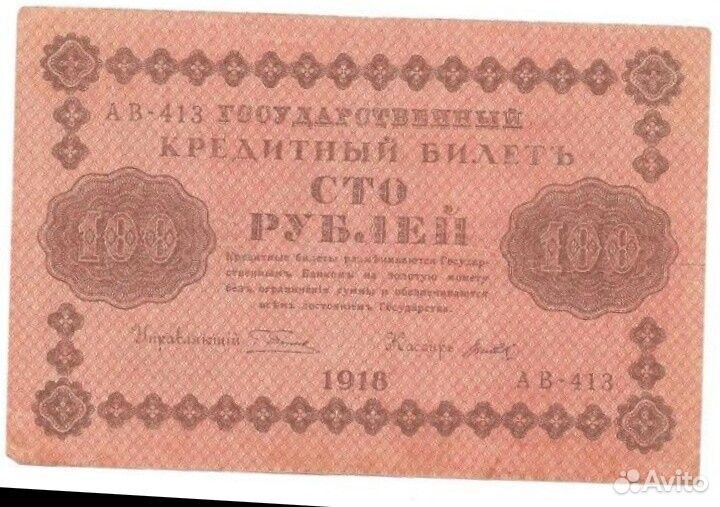 АВ-413 ГОСУДАРСТВЕННЫЙ
КРЕДИТНЫЙ БИЛЕТЪ
СТО
РУБЛЕЙ
100
100
Кредитные билеты размѣниваются Государ-
ственнымъ Банкомъ на золотую монету
безъ ограниченія суммы и обезпечиваются
всѣмъ достояніемъ Государства.
Управляющій
Кассиръ
1918
АВ-413
Avito